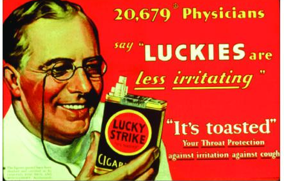 20,679 Physicians
say "LUCKIES are
less irritating"
LUCKY
STRIKE
CIGAR
"It's toasted"
Your Throat Protection
against irritation against cough